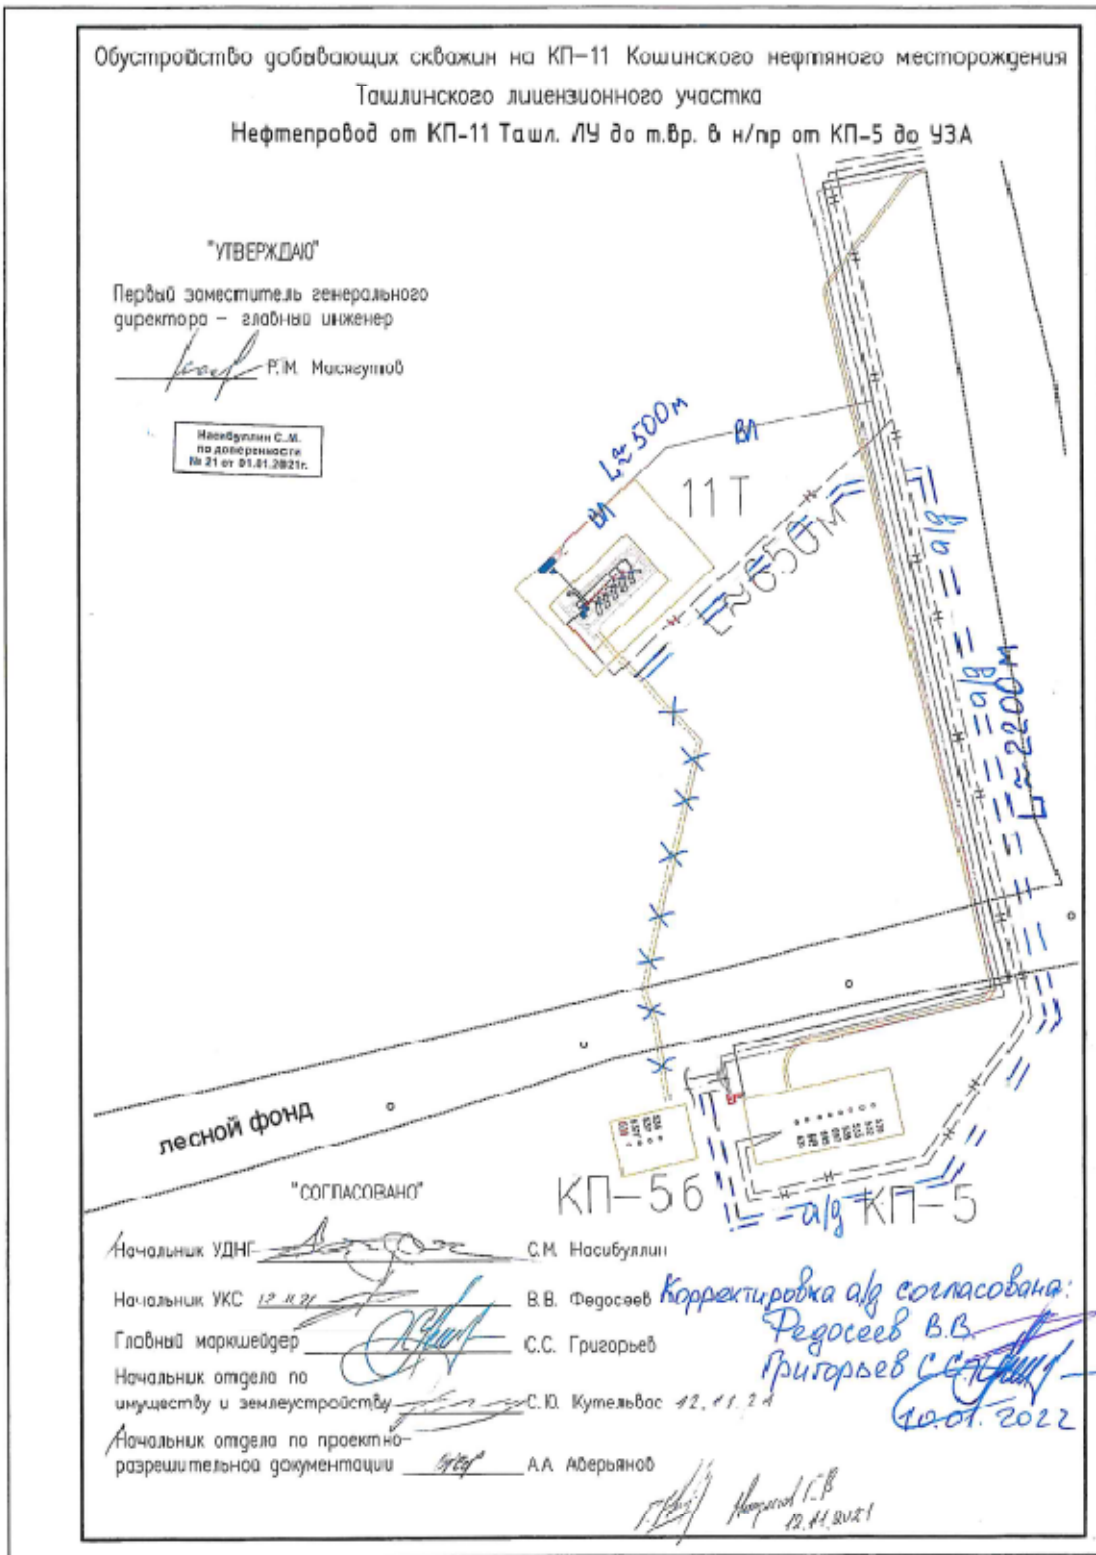 Обустройство добывающих скважин на КП-11 Кошинского нефтяного месторождения
Ташлинского лицензионного участка
Нефтепровод от КП-11 Ташл. ЛУ до т.вр. в н/пр от КП-5 до УЗА
"УТВЕРЖДАЮ"
Первый заместитель генерального
директора – главный инженер
Р.М. Масягутов
Насибуллин С.М.
по доверенности
№ 21 от 01.01.2021г.
L≈500м
ВЛ
ВЛ
11Т
L≈650м
а/д
а/д
L≈2200м
лесной фонд
КП-5б
а/д
КП-5
"СОГЛАСОВАНО"
Начальник УДНГ С.М. Насибуллин
Начальник УКС 12.11.21 В.В. Федосеев
Главный маркшейдер С.С. Григорьев
Начальник отдела по
имуществу и землеустройству С.Ю. Кутельвас 12.11.21
Начальник отдела по проектно-
разрешительной документации А.А. Аверьянов
Корректировка а/д согласована:
Федосеев В.В.
Григорьев С.С.
10.01.2022
12.11.2021